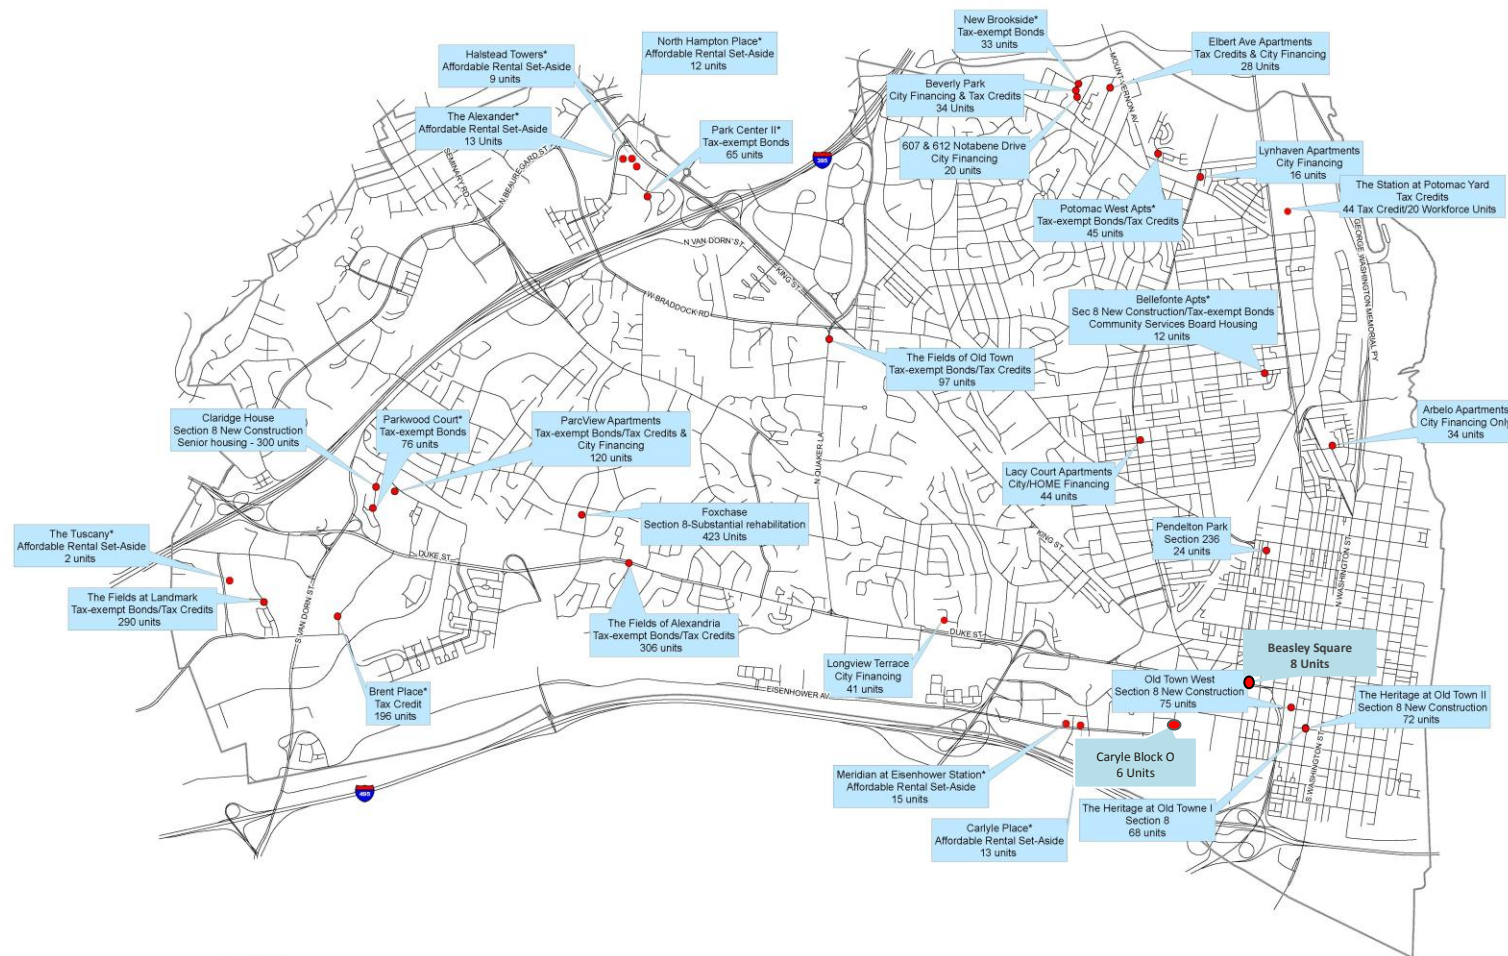 New Brookside*
Tax-exempt Bonds
33 units
North Hampton Place*
Affordable Rental Set-Aside
12 units
Halstead Towers*
Affordable Rental Set-Aside
9 units
Elbert Ave Apartments
Tax Credits & City Financing
28 Units
Beverly Park
City Financing & Tax Credits
34 Units
The Alexander*
Affordable Rental Set-Aside
13 Units
Park Center II*
Tax-exempt Bonds
65 units
607 & 612 Notabene Drive
City Financing
20 units
Lynhaven Apartments
City Financing
16 units
The Station at Potomac Yard
Tax Credits
44 Tax Credit/20 Workforce Units
Potomac West Apts*
Tax-exempt Bonds/Tax Credits
45 units
MOUNT VERNON AV
SEMINARY RD
N BEAUREGARD ST
395
N VAN DORN ST
KING ST
W BRADDOCK RD
GEORGE WASHINGTON MEMORIAL PY
Bellefonte Apts*
Sec 8 New Construction/Tax-exempt Bonds
Community Services Board Housing
12 units
The Fields of Old Town
Tax-exempt Bonds/Tax Credits
97 units
Claridge House
Section 8 New Construction
Senior housing - 300 units
Parkwood Court*
Tax-exempt Bonds
76 units
ParcView Apartments
Tax-exempt Bonds/Tax Credits &
City Financing
120 units
Arbelo Apartments
City Financing Only
34 units
N QUAKER LA
Lacy Court Apartments
City/HOME Financing
44 units
Foxchase
Section 8-Substantial rehabilitation
423 Units
Pendelton Park
Section 236
24 units
KING ST
N WASHINGTON ST
The Tuscany*
Affordable Rental Set-Aside
2 units
DUKE ST
The Fields at Landmark
Tax-exempt Bonds/Tax Credits
290 units
S VAN DORN ST
The Fields of Alexandria
Tax-exempt Bonds/Tax Credits
306 units
DUKE ST
Beasley Square
8 Units
Longview Terrace
City Financing
41 units
Old Town West
Section 8 New Construction
75 units
The Heritage at Old Town II
Section 8 New Construction
72 units
Brent Place*
Tax Credit
196 units
EISENHOWER AV
Caryle Block O
6 Units
S WASHINGTON ST
Meridian at Eisenhower Station*
Affordable Rental Set-Aside
15 units
495
The Heritage at Old Towne I
Section 8
68 units
Carlyle Place*
Affordable Rental Set-Aside
13 units